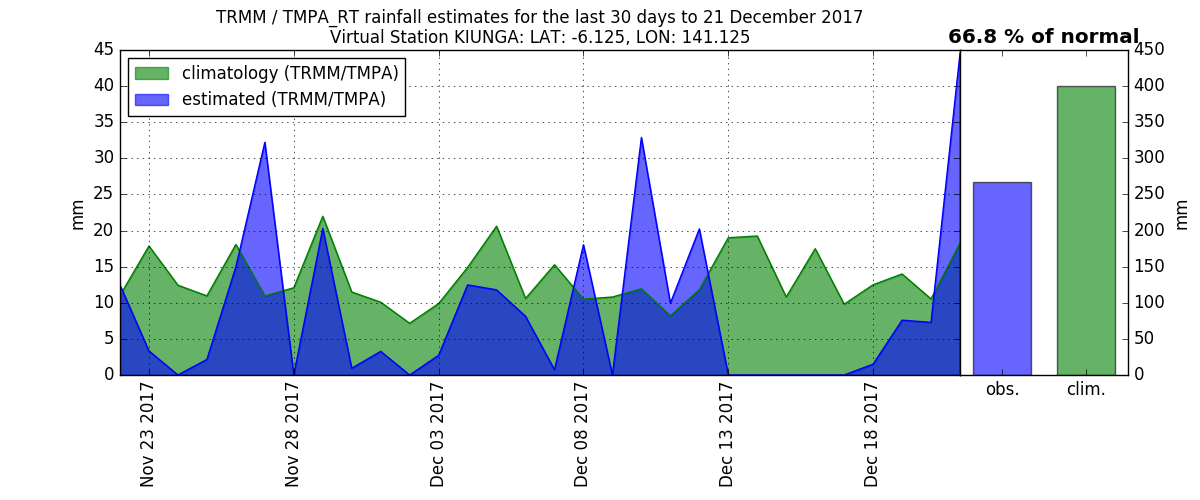 TRMM / TMPA_RT rainfall estimates for the last 30 days to 21 December 2017
Virtual Station KIUNGA: LAT: -6.125, LON: 141.125
66.8 % of normal
climatology (TRMM/TMPA)
estimated (TRMM/TMPA)
mm
45
40
35
30
25
20
15
10
5
0
Nov 23 2017
Nov 28 2017
Dec 03 2017
Dec 08 2017
Dec 13 2017
Dec 18 2017
obs.
clim.
450
400
350
300
250
200
150
100
50
0
mm